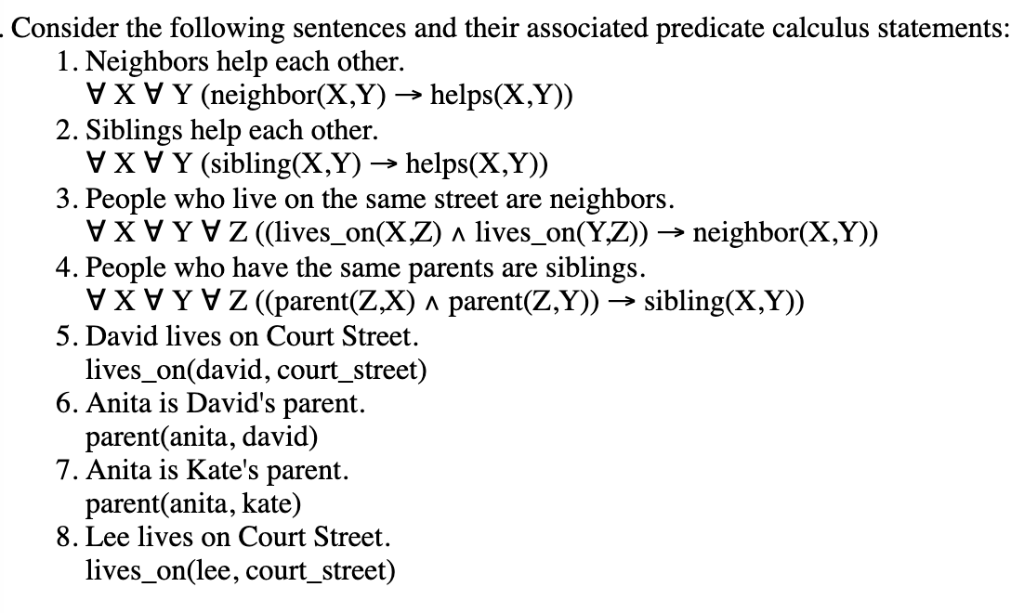 . Consider the following sentences and their associated predicate calculus statements:
1. Neighbors help each other.
∀ X ∀ Y (neighbor(X,Y) → helps(X,Y))
2. Siblings help each other.
∀ X ∀ Y (sibling(X,Y) → helps(X,Y))
3. People who live on the same street are neighbors.
∀ X ∀ Y ∀ Z ((lives_on(X,Z) ∧ lives_on(Y,Z)) → neighbor(X,Y))
4. People who have the same parents are siblings.
∀ X ∀ Y ∀ Z ((parent(Z,X) ∧ parent(Z,Y)) → sibling(X,Y))
5. David lives on Court Street.
lives_on(david, court_street)
6. Anita is David's parent.
parent(anita, david)
7. Anita is Kate's parent.
parent(anita, kate)
8. Lee lives on Court Street.
lives_on(lee, court_street)